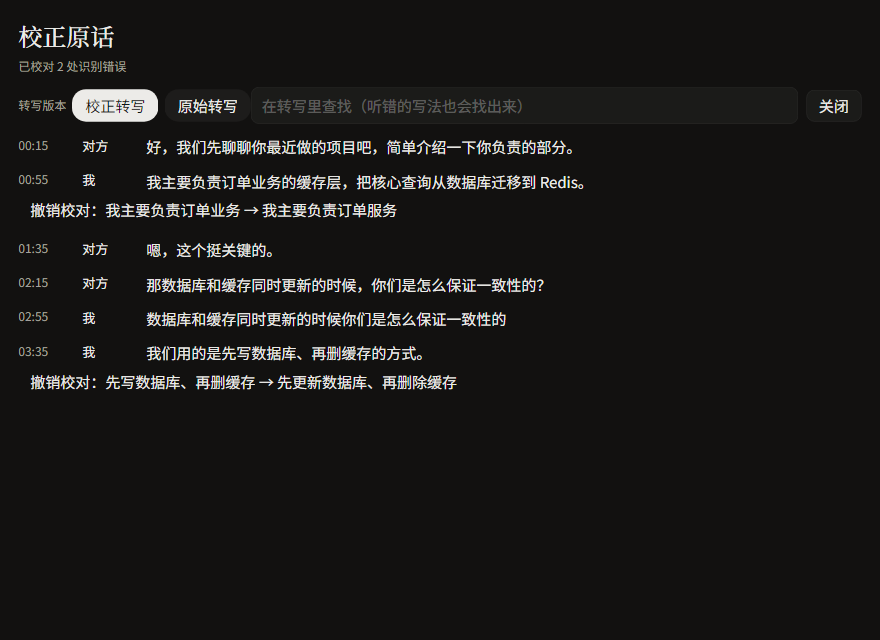 校正原话
已校对 2 处识别错误
转写版本 校正转写 原始转写 在转写里查找（听错的写法也会找出来） 关闭
00:15 对方 好，我们先聊聊你最近做的项目吧，简单介绍一下你负责的部分。
00:55 我 我主要负责订单业务的缓存层，把核心查询从数据库迁移到 Redis。
撤销校对：我主要负责订单业务 → 我主要负责订单服务
01:35 对方 嗯，这个挺关键的。
02:15 对方 那数据库和缓存同时更新的时候，你们是怎么保证一致性的？
02:55 我 数据库和缓存同时更新的时候你们是怎么保证一致性的
03:35 我 我们用的是先写数据库、再删缓存的方式。
撤销校对：先写数据库、再删缓存 → 先更新数据库、再删除缓存